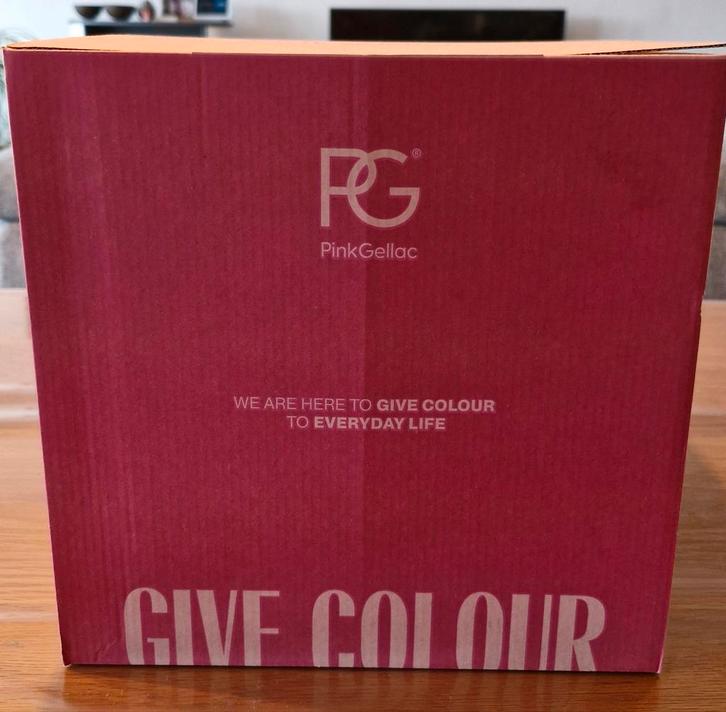 PG®
PinkGellac
WE ARE HERE TO GIVE COLOUR
TO EVERYDAY LIFE
GIVE COLOUR